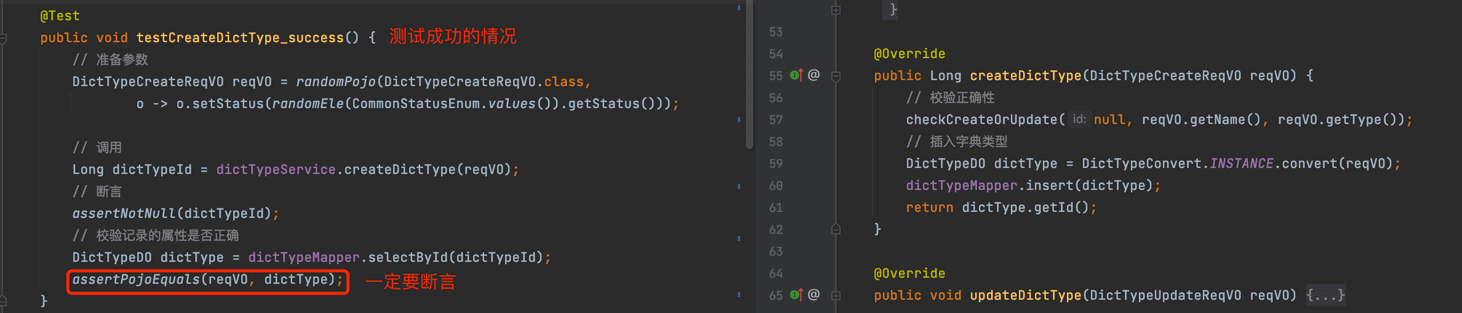 @Test
public void testCreateDictType_success() { 测试成功的情况
// 准备参数
DictTypeCreateReqVO reqVO = randomPojo(DictTypeCreateReqVO.class,
o -> o.setStatus(randomEle(CommonStatusEnum.values()).getStatus()));
// 调用
Long dictTypeId = dictTypeService.createDictType(reqVO);
// 断言
assertNotNull(dictTypeId);
// 校验记录的属性是否正确
DictTypeDO dictType = dictTypeMapper.selectById(dictTypeId);
assertPojoEquals(reqVO, dictType); 一定要断言
}
}
53
54 @Override
55 @ public Long createDictType(DictTypeCreateReqVO reqVO) {
56 // 校验正确性
57 checkCreateOrUpdate( id: null, reqVO.getName(), reqVO.getType());
58 // 插入字典类型
59 DictTypeDO dictType = DictTypeConvert.INSTANCE.convert(reqVO);
60 dictTypeMapper.insert(dictType);
61 return dictType.getId();
62 }
63
64 @Override
65 @ public void updateDictType(DictTypeUpdateReqVO reqVO) {...}